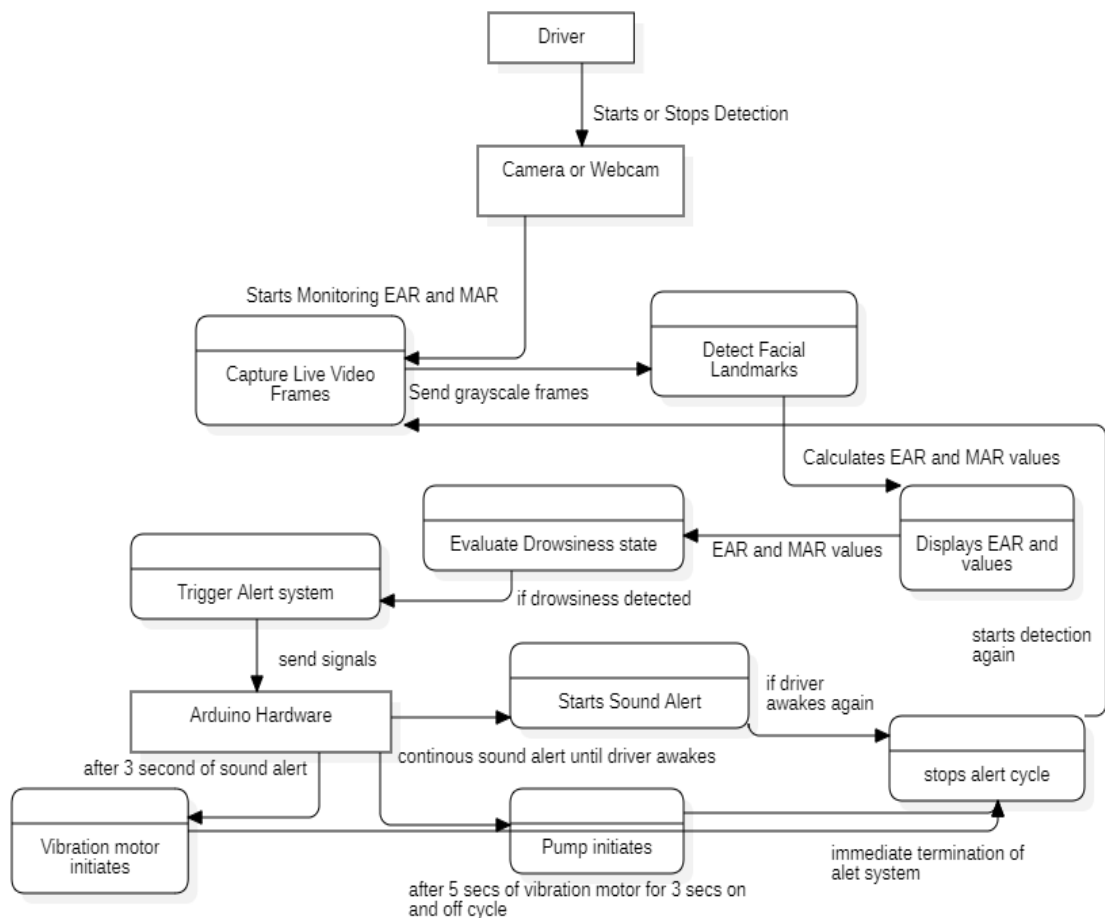 Driver
Starts or Stops Detection
Camera or Webcam
Starts Monitoring EAR and MAR
Capture Live Video
Frames
Send grayscale frames
Detect Facial
Landmarks
Calculates EAR and MAR values
Displays EAR and
values
EAR and MAR values
Evaluate Drowsiness state
if drowsiness detected
Trigger Alert system
send signals
Arduino Hardware
Starts Sound Alert
continous sound alert until driver awakes
if driver
awakes again
starts detection
again
stops alert cycle
after 3 second of sound alert
Vibration motor
initiates
Pump initiates
after 5 secs of vibration motor for 3 secs on
and off cycle
immediate termination of
alet system